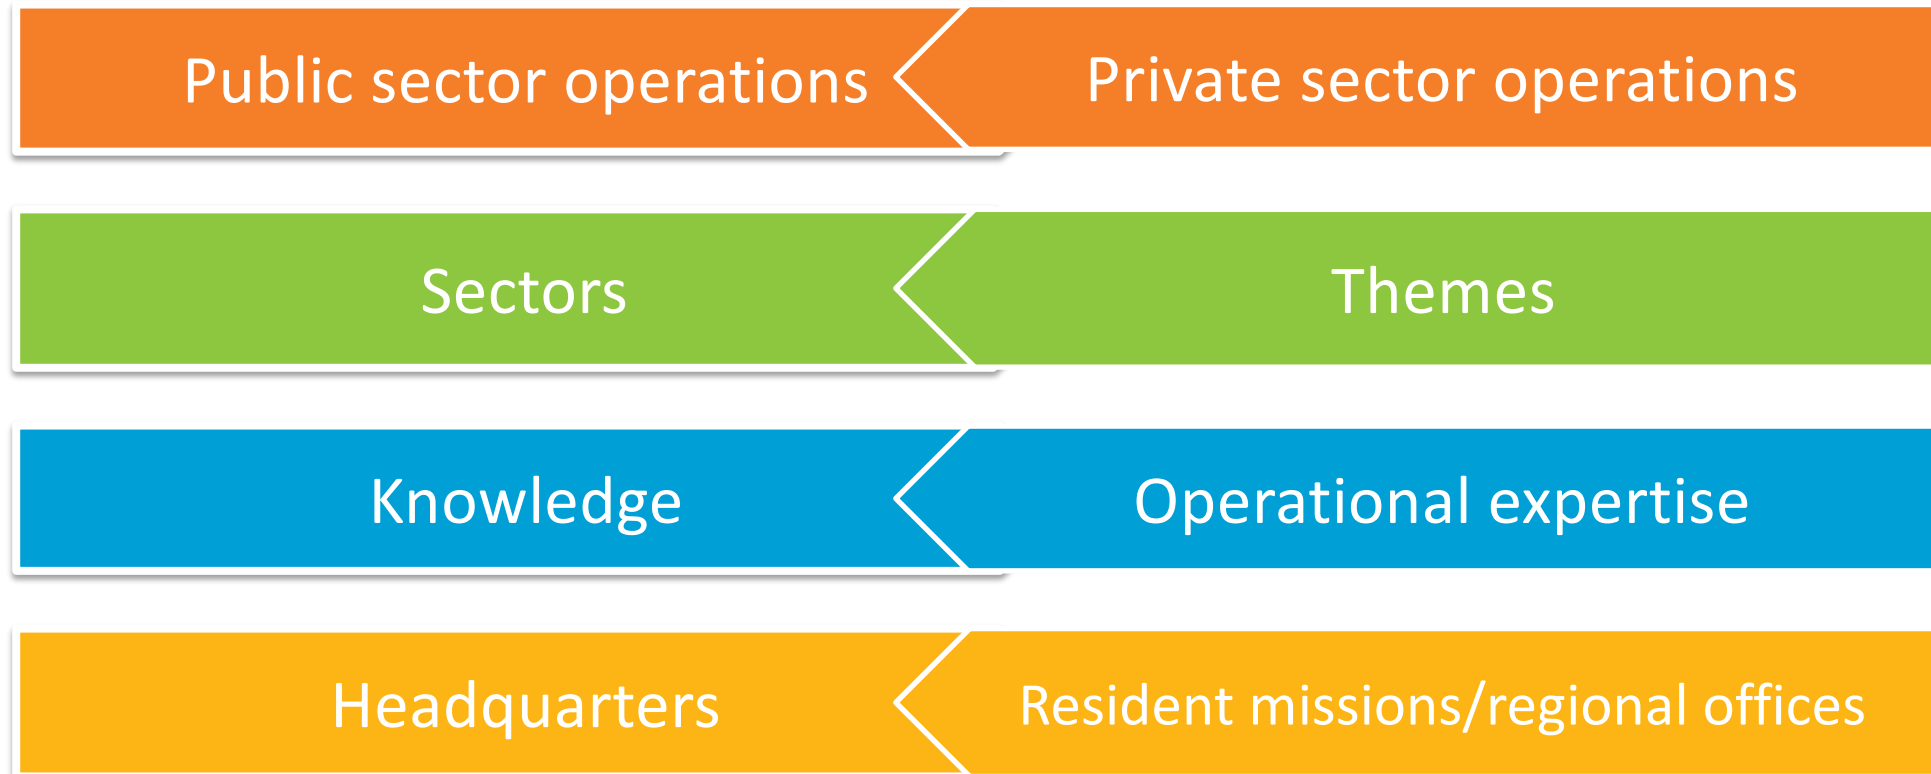 Public sector operations
Private sector operations
Sectors
Themes
Knowledge
Operational expertise
Headquarters
Resident missions/regional offices